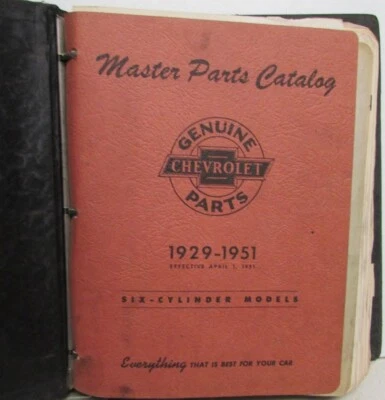 Master Parts Catalog
GENUINE
CHEVROLET
PARTS
1929-1951
EFFECTIVE APRIL 1, 1951
SIX-CYLINDER MODELS
Everything THAT IS BEST FOR YOUR CAR